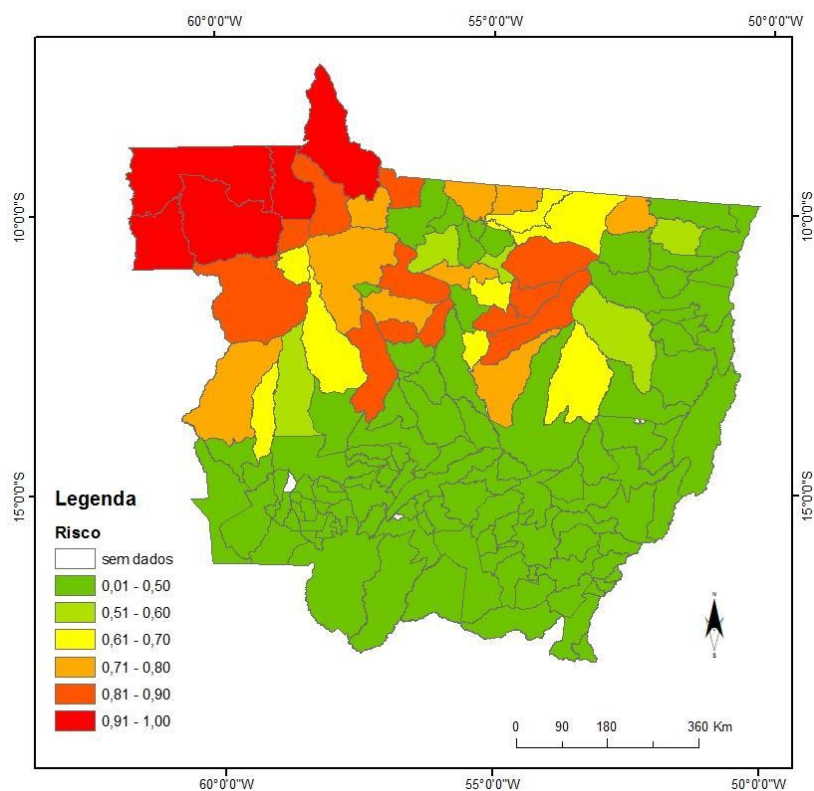 60°0'0"W 55°0'0"W 50°0'0"W
10°0'0"S 10°0'0"S
15°0'0"S 15°0'0"S
Legenda
Risco
sem dados
0,01 - 0,50
0,51 - 0,60
0,61 - 0,70
0,71 - 0,80
0,81 - 0,90
0,91 - 1,00
N
S
0 90 180 360 Km
60°0'0"W 55°0'0"W 50°0'0"W